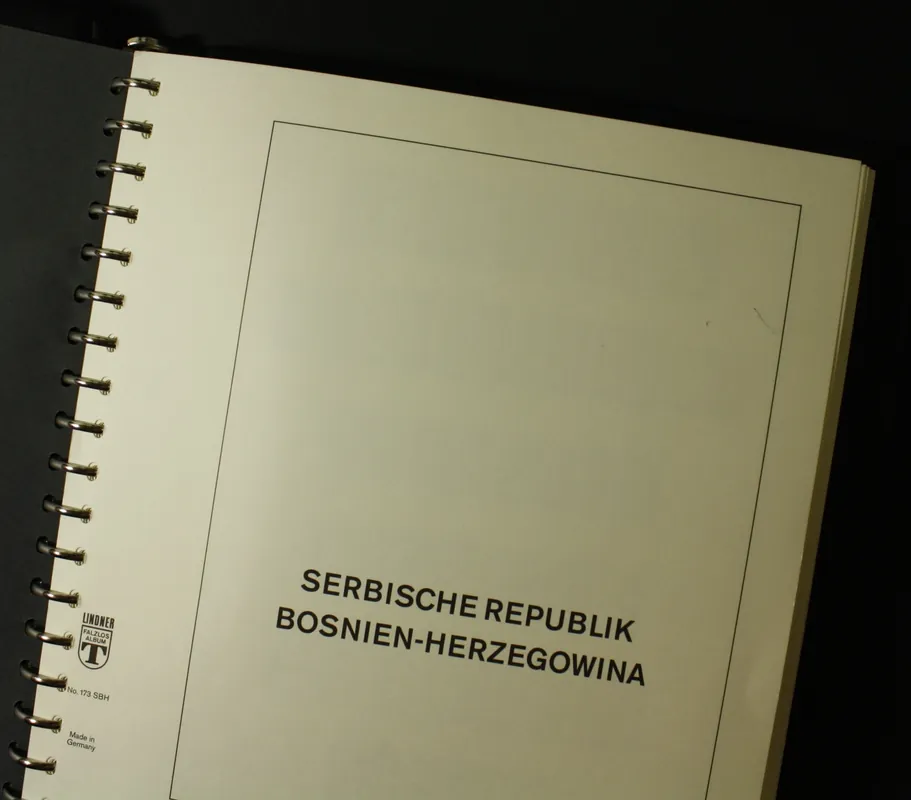 SERBISCHE REPUBLIK
BOSNIEN-HERZEGOWINA
LINDNER
FALZLOS
ALBUM
T
No. 173 SBH
Made in
Germany